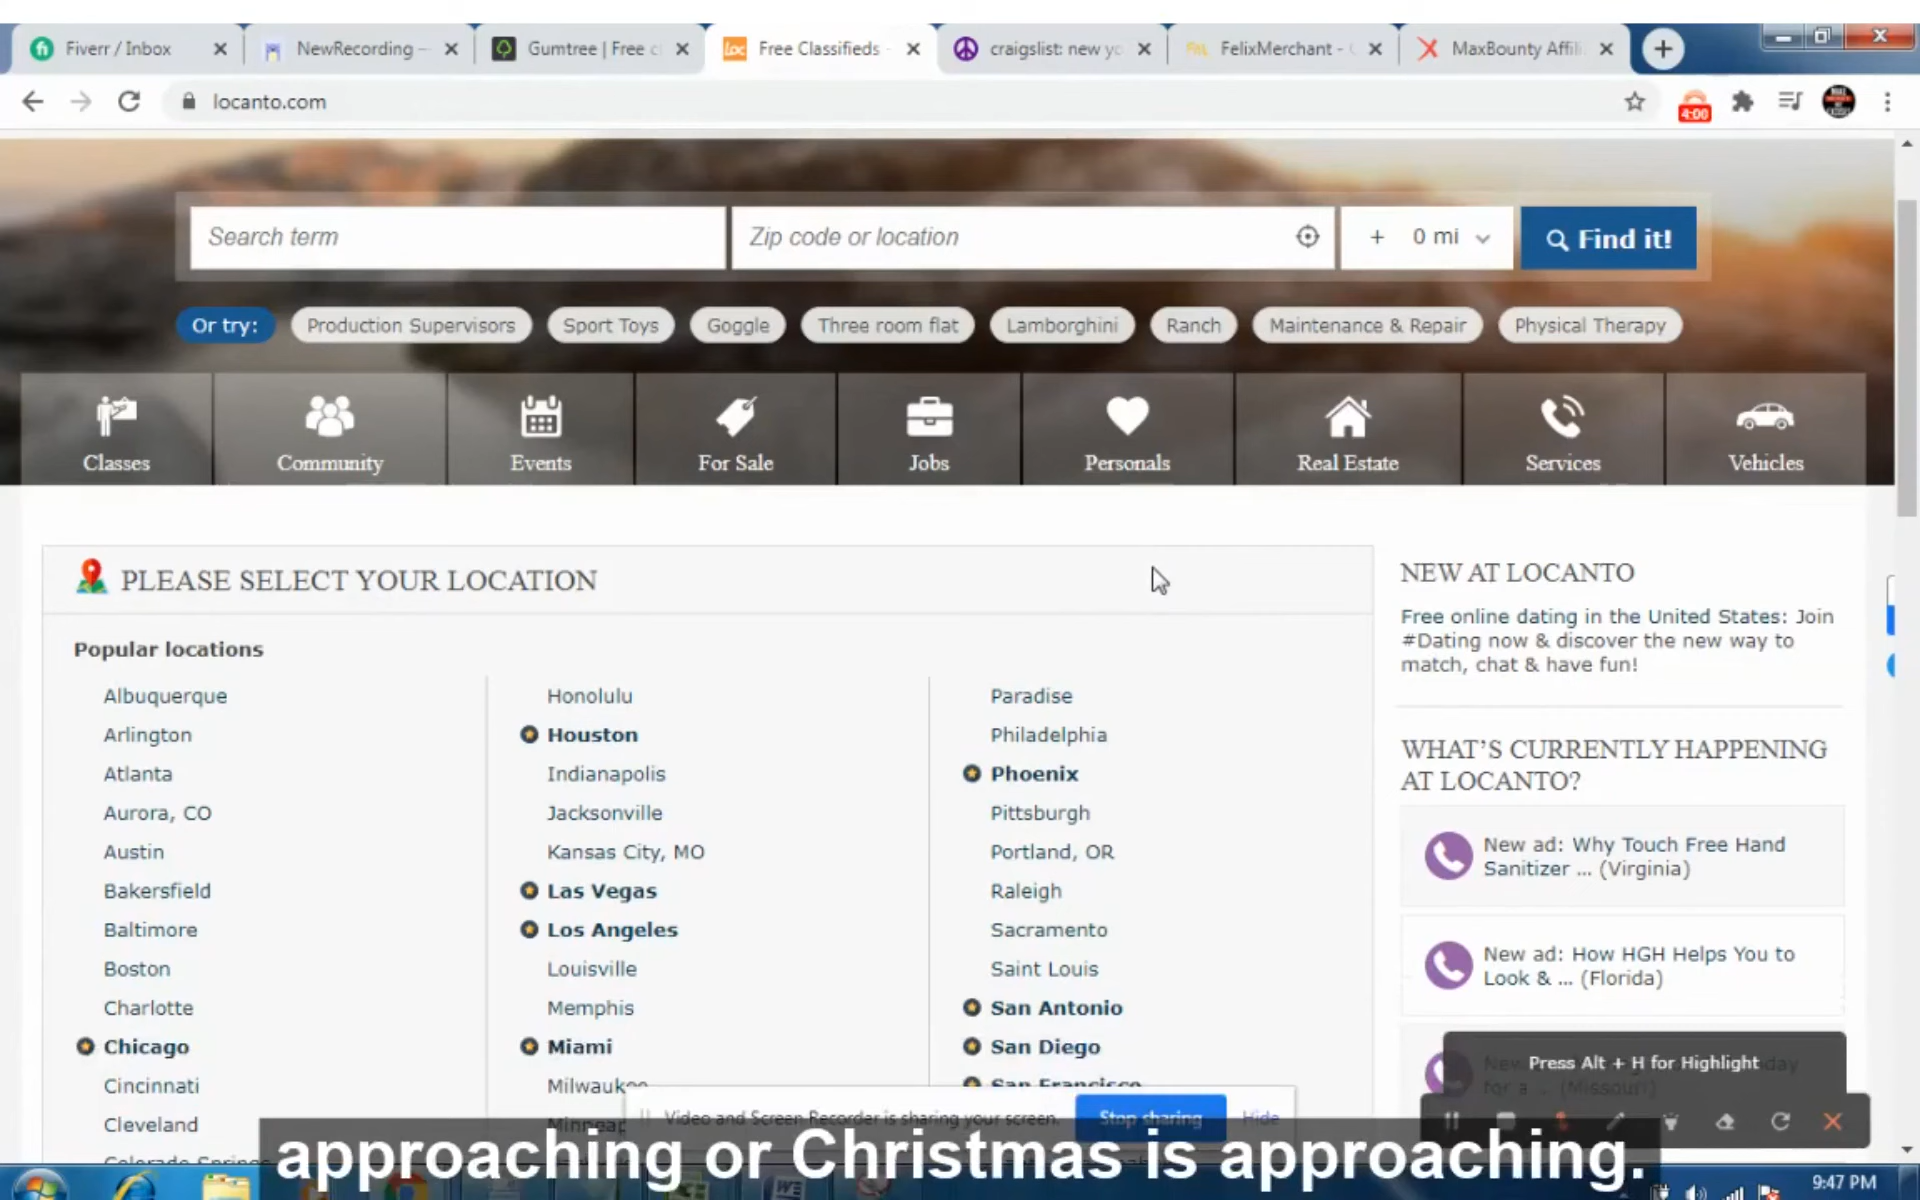 Fiverr / Inbox
NewRecording –
Gumtree | Free c
Free Classifieds -
craigslist: new yo
FelixMerchant -
MaxBounty Affil
locanto.com
4:00
Search term
Zip code or location
+ 0 mi
Find it!
Or try:
Production Supervisors
Sport Toys
Goggle
Three room flat
Lamborghini
Ranch
Maintenance & Repair
Physical Therapy
Classes
Community
Events
For Sale
Jobs
Personals
Real Estate
Services
Vehicles
PLEASE SELECT YOUR LOCATION
Popular locations
Albuquerque
Arlington
Atlanta
Aurora, CO
Austin
Bakersfield
Baltimore
Boston
Charlotte
Chicago
Cincinnati
Cleveland
Colorado Springs
Honolulu
Houston
Indianapolis
Jacksonville
Kansas City, MO
Las Vegas
Los Angeles
Louisville
Memphis
Miami
Milwaukee
Minneap
Paradise
Philadelphia
Phoenix
Pittsburgh
Portland, OR
Raleigh
Sacramento
Saint Louis
San Antonio
San Diego
San Francisco
NEW AT LOCANTO
Free online dating in the United States: Join
#Dating now & discover the new way to
match, chat & have fun!
WHAT'S CURRENTLY HAPPENING
AT LOCANTO?
New ad: Why Touch Free Hand
Sanitizer ... (Virginia)
New ad: How HGH Helps You to
Look & ... (Florida)
for a ... (Missouri)
Press Alt + H for Highlight
Video and Screen Recorder is sharing your screen.
Stop sharing
Hide
approaching or Christmas is approaching.
9:47 PM